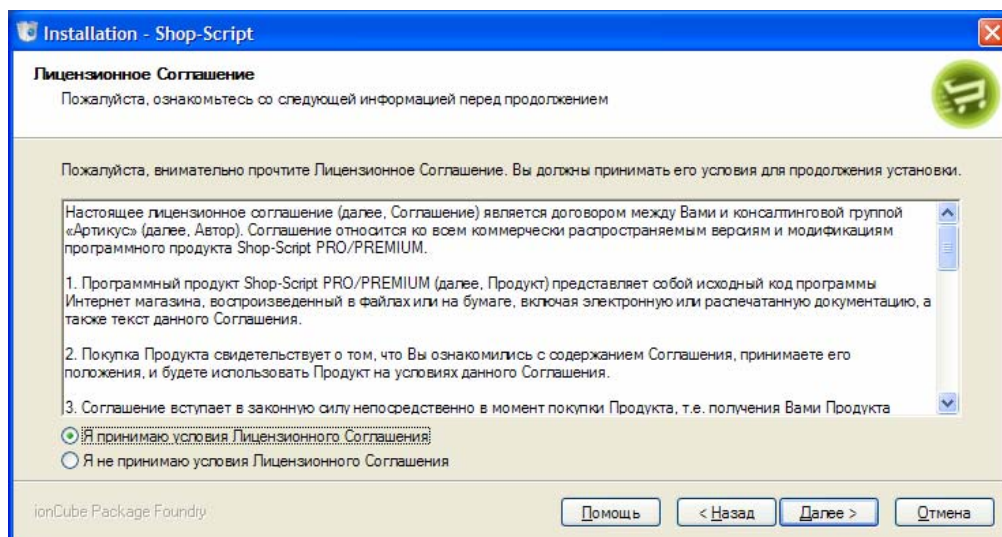 Installation - Shop-Script
Лицензионное Соглашение
Пожалуйста, ознакомьтесь со следующей информацией перед продолжением
Пожалуйста, внимательно прочтите Лицензионное Соглашение. Вы должны принимать его условия для продолжения установки.
Настоящее лицензионное соглашение (далее, Соглашение) является договором между Вами и консалтинговой группой
«Артикус» (далее, Автор). Соглашение относится ко всем коммерчески распространяемым версиям и модификациям
программного продукта Shop-Script PRO/PREMIUM.
1. Программный продукт Shop-Script PRO/PREMIUM (далее, Продукт) представляет собой исходный код программы
Интернет магазина, воспроизведенный в файлах или на бумаге, включая электронную или распечатанную документацию, а
также текст данного Соглашения.
2. Покупка Продукта свидетельствует о том, что Вы ознакомились с содержанием Соглашения, принимаете его
положения, и будете использовать Продукт на условиях данного Соглашения.
3. Соглашение вступает в законную силу непосредственно в момент покупки Продукта, т.е. получения Вами Продукта
Я принимаю условия Лицензионного Соглашения
Я не принимаю условия Лицензионного Соглашения
ionCube Package Foundry
Помощь
< Назад
Далее >
Отмена